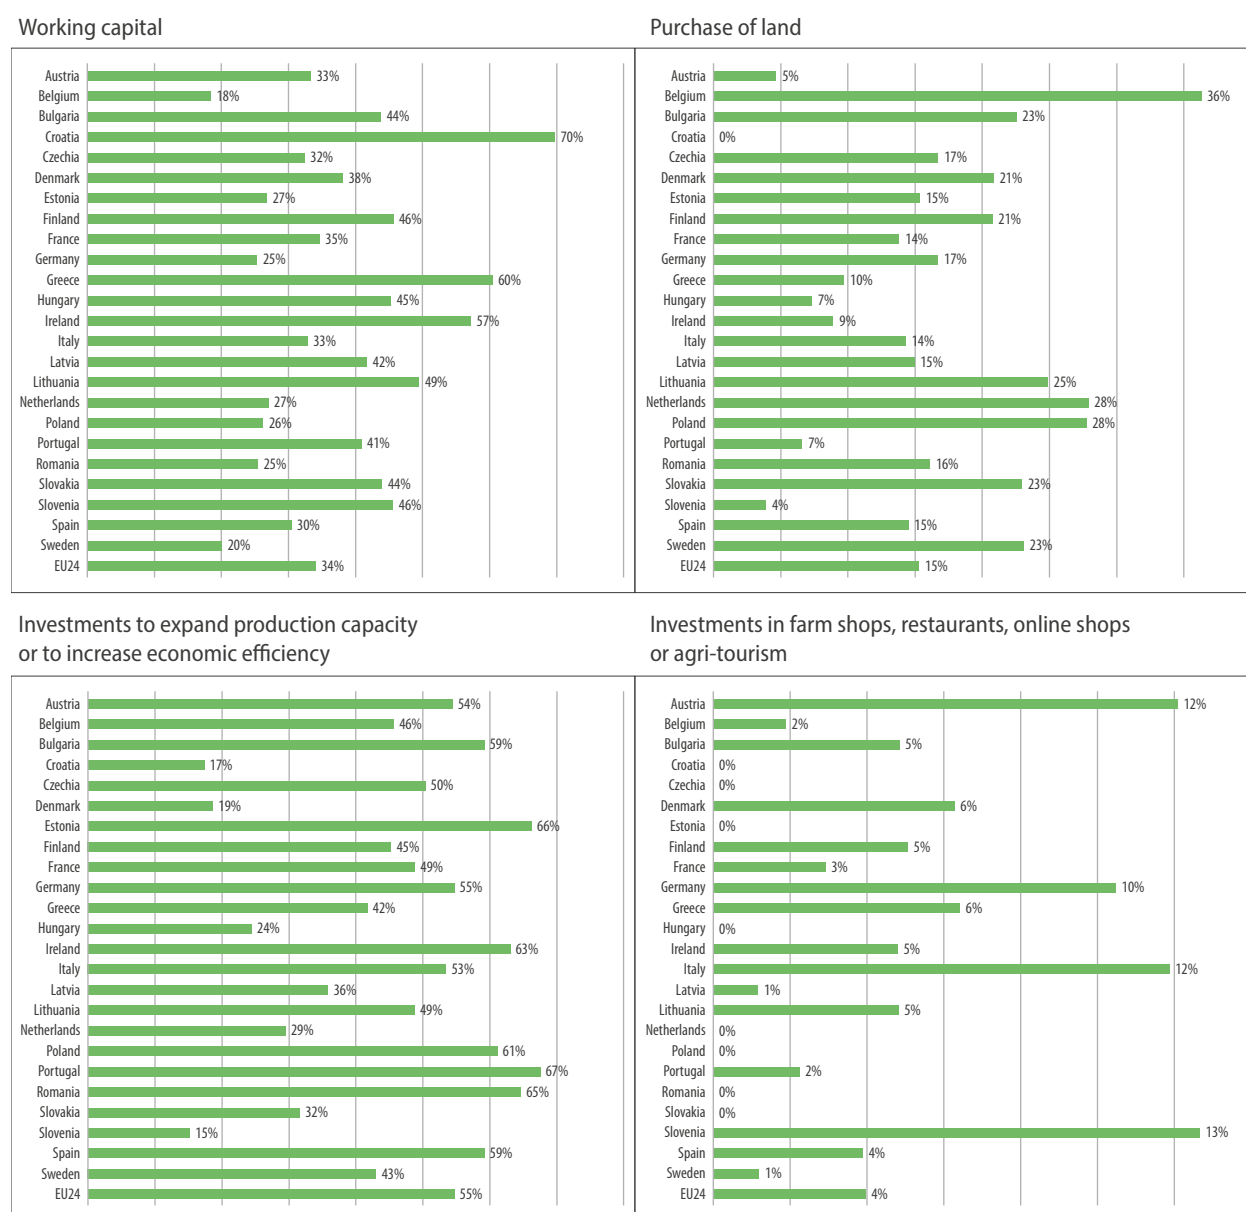 Working capital
Austria 33%
Belgium 18%
Bulgaria 44%
Croatia 70%
Czechia 32%
Denmark 38%
Estonia 27%
Finland 46%
France 35%
Germany 25%
Greece 60%
Hungary 45%
Ireland 57%
Italy 33%
Latvia 42%
Lithuania 49%
Netherlands 27%
Poland 26%
Portugal 41%
Romania 25%
Slovakia 44%
Slovenia 46%
Spain 30%
Sweden 20%
EU24 34%
Purchase of land
Austria 5%
Belgium 36%
Bulgaria 23%
Croatia 0%
Czechia 17%
Denmark 21%
Estonia 15%
Finland 21%
France 14%
Germany 17%
Greece 10%
Hungary 7%
Ireland 9%
Italy 14%
Latvia 15%
Lithuania 25%
Netherlands 28%
Poland 28%
Portugal 7%
Romania 16%
Slovakia 23%
Slovenia 4%
Spain 15%
Sweden 23%
EU24 15%
Investments to expand production capacity
or to increase economic efficiency
Austria 54%
Belgium 46%
Bulgaria 59%
Croatia 17%
Czechia 50%
Denmark 19%
Estonia 66%
Finland 45%
France 49%
Germany 55%
Greece 42%
Hungary 24%
Ireland 63%
Italy 53%
Latvia 36%
Lithuania 49%
Netherlands 29%
Poland 61%
Portugal 67%
Romania 65%
Slovakia 32%
Slovenia 15%
Spain 59%
Sweden 43%
EU24 55%
Investments in farm shops, restaurants, online shops
or agri-tourism
Austria 12%
Belgium 2%
Bulgaria 5%
Croatia 0%
Czechia 0%
Denmark 6%
Estonia 0%
Finland 5%
France 3%
Germany 10%
Greece 6%
Hungary 0%
Ireland 5%
Italy 12%
Latvia 1%
Lithuania 5%
Netherlands 0%
Poland 0%
Portugal 2%
Romania 0%
Slovakia 0%
Slovenia 13%
Spain 4%
Sweden 1%
EU24 4%